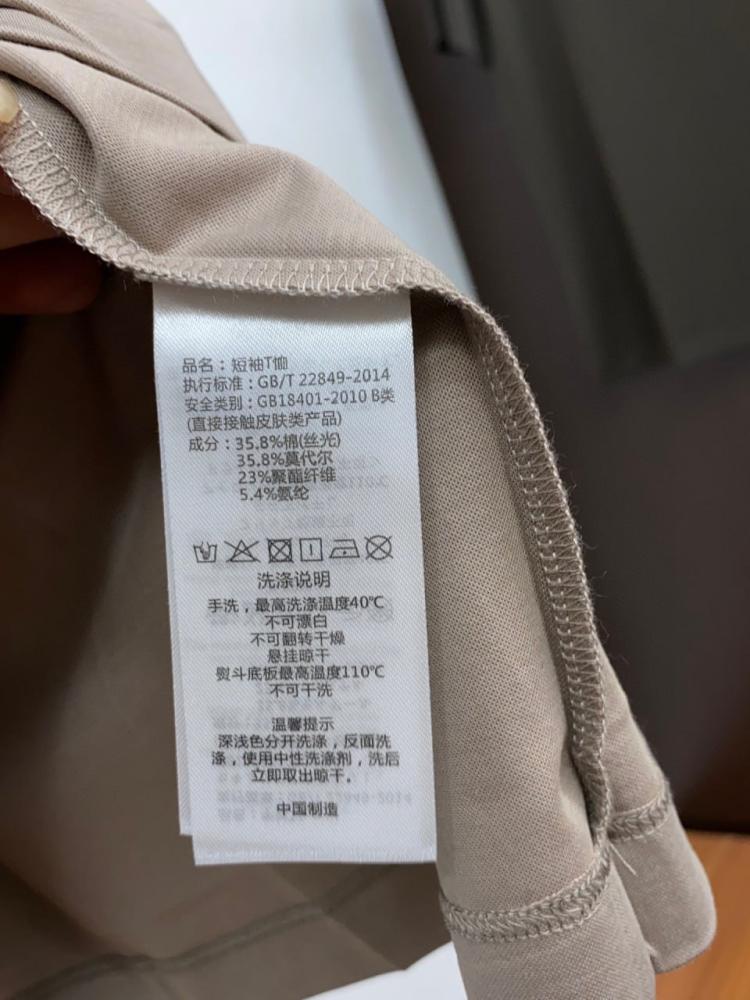 品名：短袖T恤
执行标准：GB/T 22849-2014
安全类别：GB18401-2010 B类
(直接接触皮肤类产品)
成分：35.8%棉(丝光)
35.8%莫代尔
23%聚酯纤维
5.4%氨纶
洗涤说明
手洗，最高洗涤温度40℃
不可漂白
不可翻转干燥
悬挂晾干
熨斗底板最高温度110℃
不可干洗
温馨提示
深浅色分开洗涤，反面洗
涤，使用中性洗涤剂，洗后
立即取出晾干。
中国制造